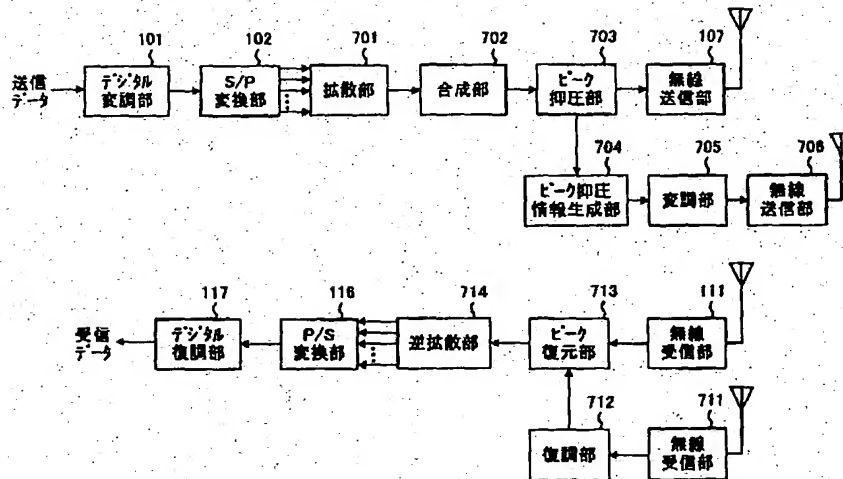 101
102
701
702
703
107
送信
データ
デジタル
変調部
S/P
変換部
拡散部
合成部
ピーク
抑圧部
無線
送信部
704
705
706
ピーク抑圧
情報生成部
変調部
無線
送信部
117
116
714
713
111
受信
データ
デジタル
復調部
P/S
変換部
逆拡散部
ピーク
復元部
無線
受信部
712
711
復調部
無線
受信部